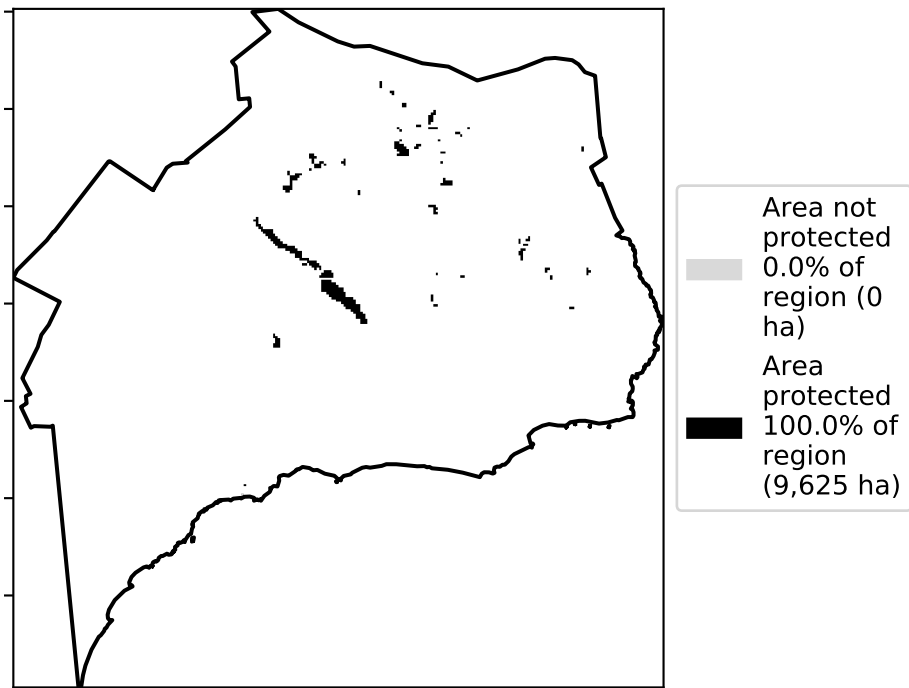 Area not
protected
0.0% of
region (0
ha)
Area
protected
100.0% of
region
(9,625 ha)